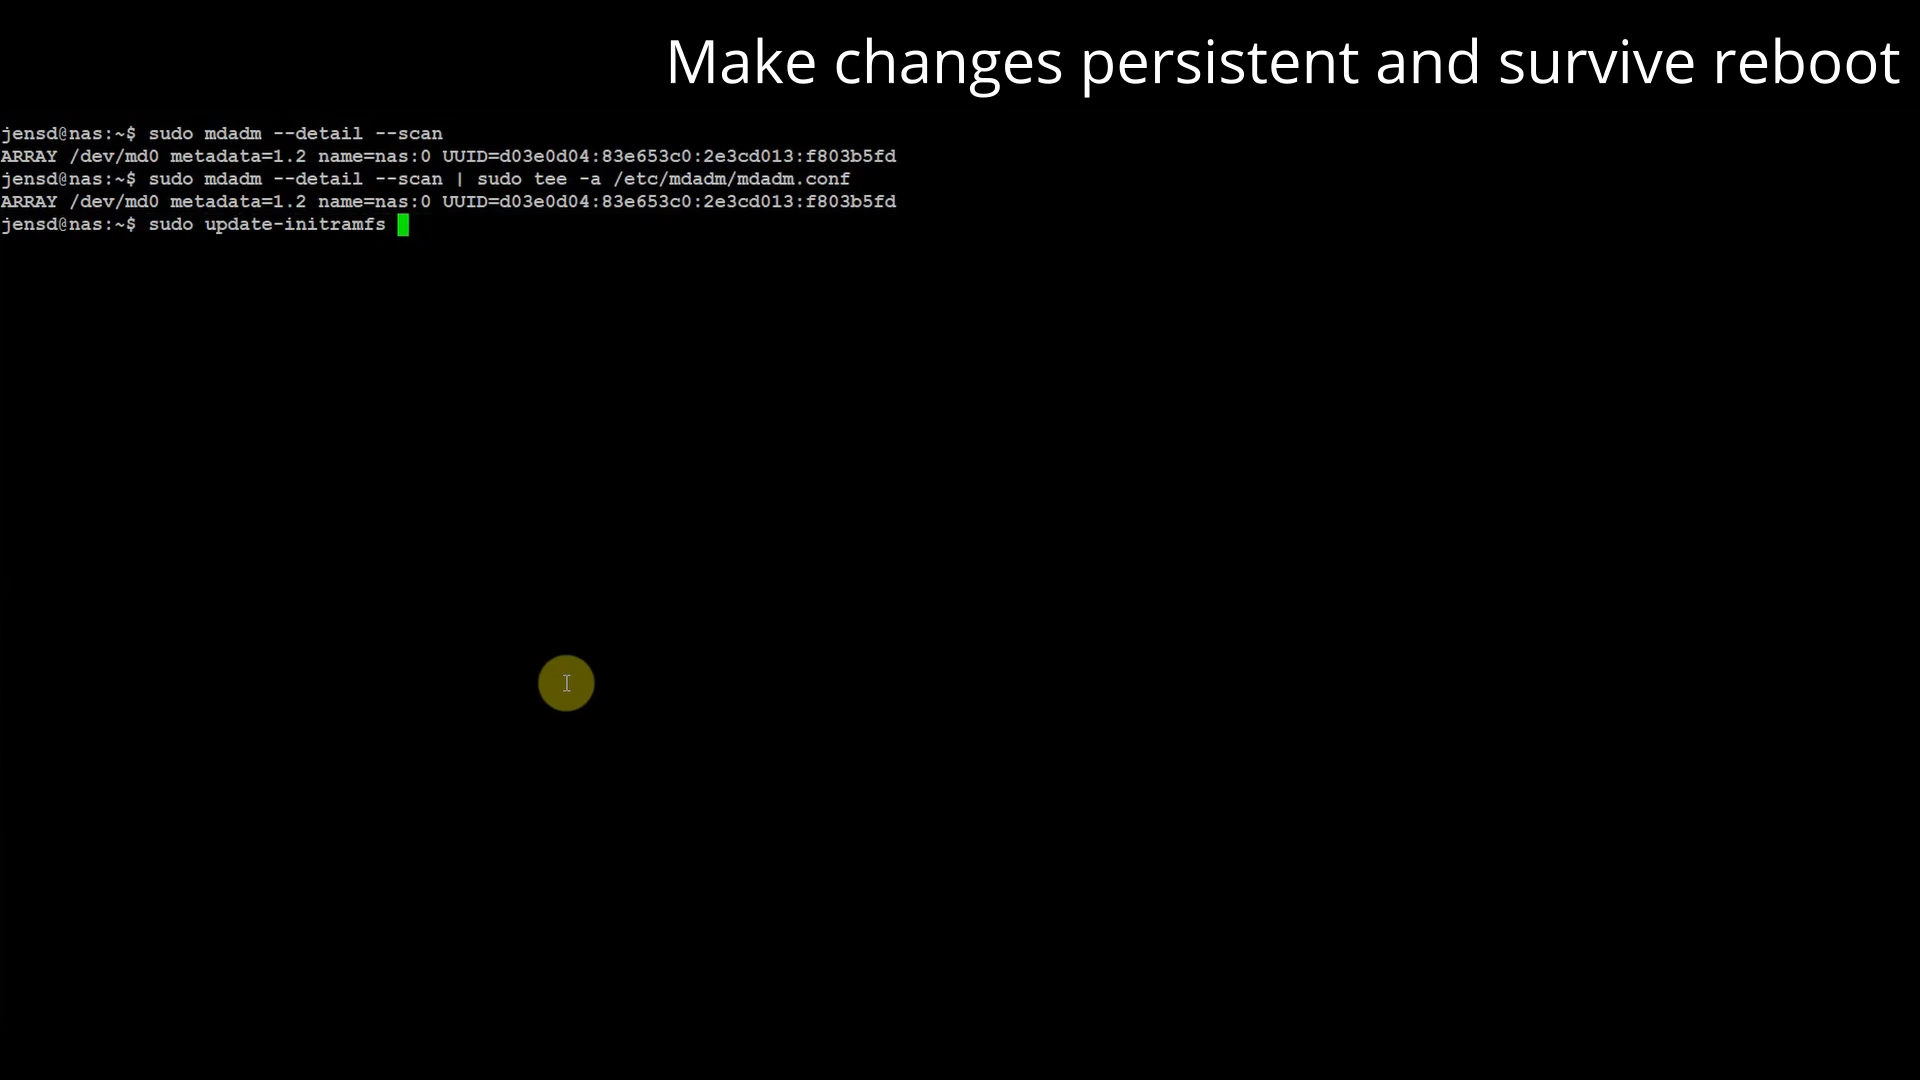 Make changes persistent and survive reboot
jensd@nas:~$ sudo mdadm --detail --scan
ARRAY /dev/md0 metadata=1.2 name=nas:0 UUID=d03e0d04:83e653c0:2e3cd013:f803b5fd
jensd@nas:~$ sudo mdadm --detail --scan | sudo tee -a /etc/mdadm/mdadm.conf
ARRAY /dev/md0 metadata=1.2 name=nas:0 UUID=d03e0d04:83e653c0:2e3cd013:f803b5fd
jensd@nas:~$ sudo update-initramfs